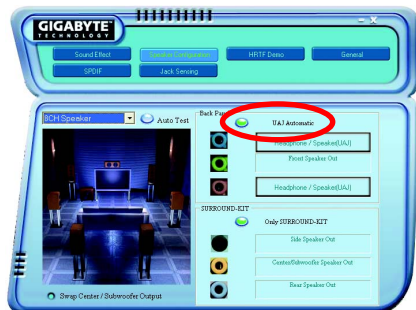 GIGABYTE
TECHNOLOGY
Sound Effect
Speaker Configuration
HRTF Demo
General
SPDIF
Jack Sensing
8CH Speaker
Auto Test
Back Pan
UAJ Automatic
Headphone / Speaker(UAJ)
Front Speaker Out
Headphone / Speaker(UAJ)
SURROUND-KIT
Only SURROUND-KIT
Side Speaker Out
Center/Subwoofer Speaker Out
Rear Speaker Out
Swap Center / Subwoofer Output